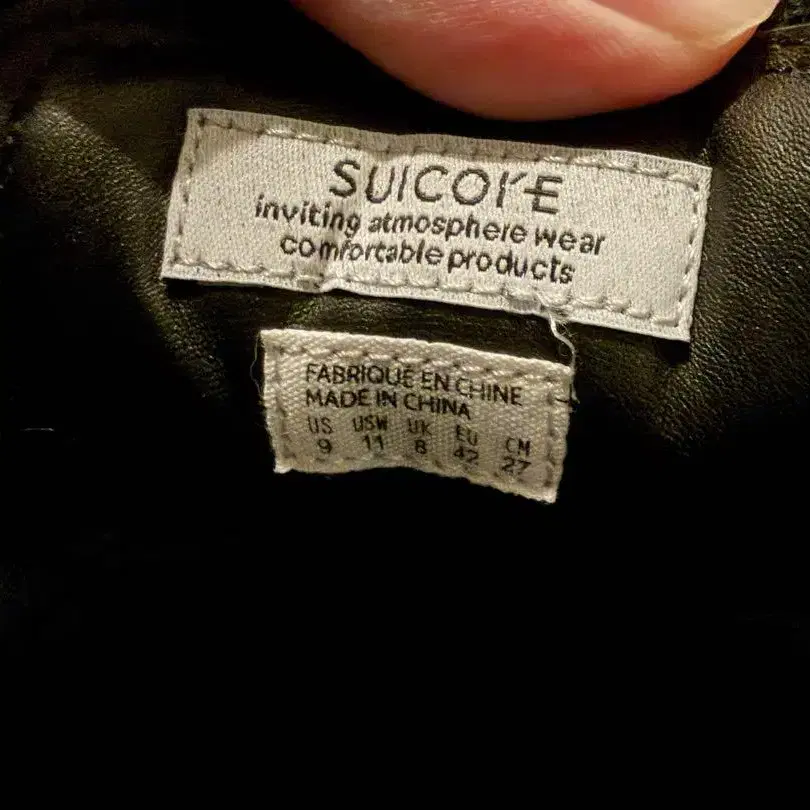 SUICOKE
inviting atmosphere wear
comfortable products
FABRIQUÉ EN CHINE
MADE IN CHINA
US USW UK EU CM
9 11 8 42 27